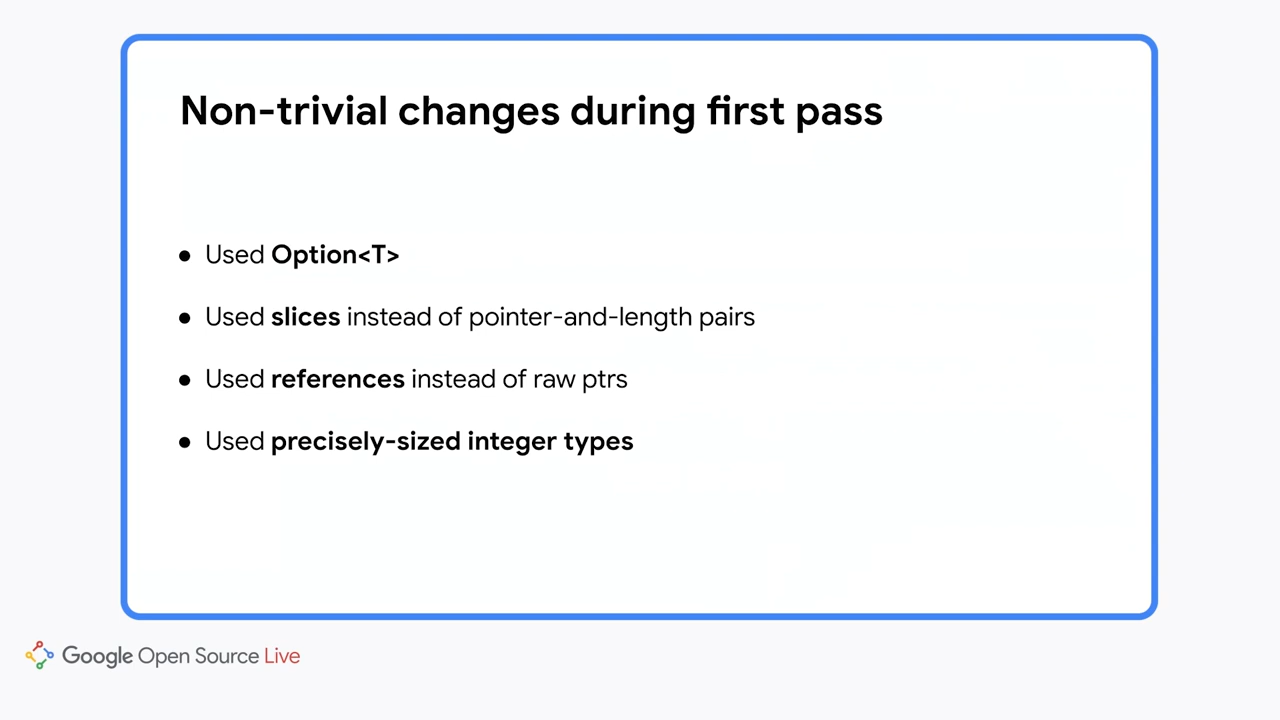 Non-trivial changes during first pass
● Used Option<T>
● Used slices instead of pointer-and-length pairs
● Used references instead of raw ptrs
● Used precisely-sized integer types
Google Open Source Live